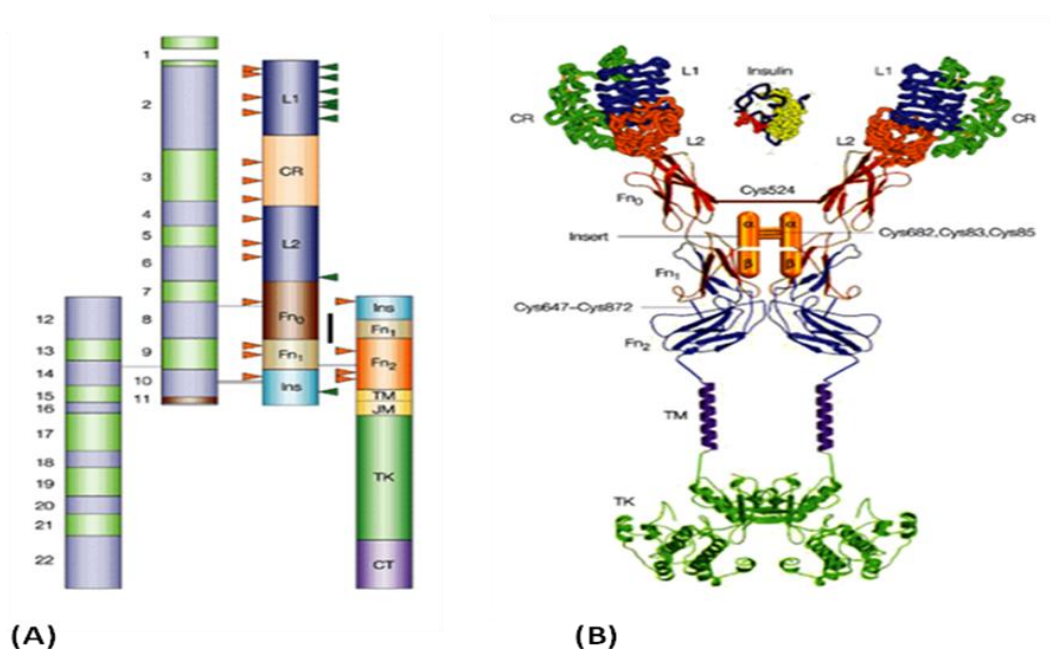 1
2
3
4
5
6
7
8
9
10
11
12
13
14
15
16
17
18
19
20
21
22
L1
CR
L2
Fn0
Fn1
Ins
Ins
Fn1
Fn2
TM
JM
TK
CT
(A)
L1
Insulin
L1
CR
CR
L2
L2
Fn0
Cys524
α
α
Insert
Cys682,Cys83,Cys85
β
β
Fn1
Cys647-Cys872
Fn2
TM
TK
(B)